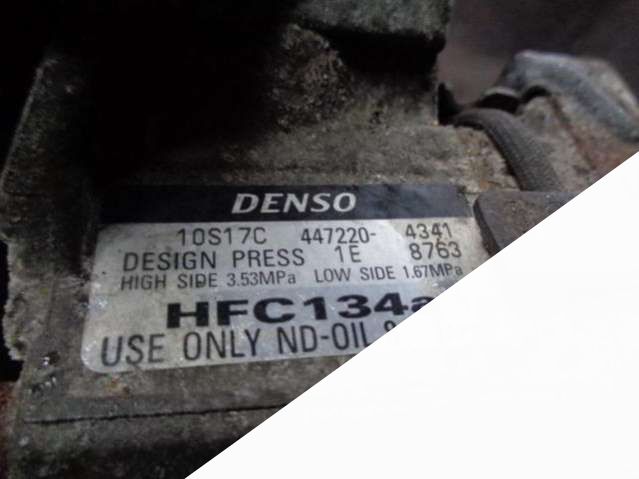 DENSO
10S17C 447220- 4341
DESIGN PRESS 1E 8763
HIGH SIDE 3.53MPa LOW SIDE 1.67MPa
HFC134a
USE ONLY ND-OIL